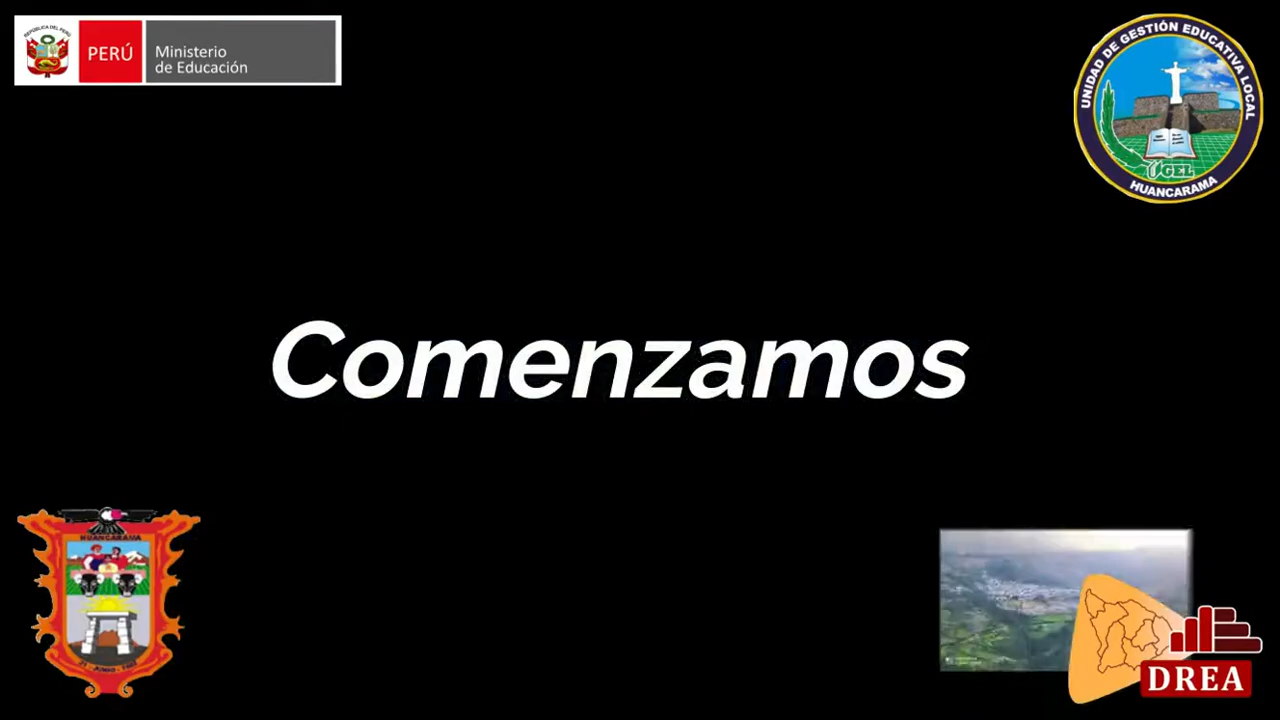 REPÚBLICA DEL PERÚ
PERÚ
Ministerio
de Educación
UNIDAD DE GESTIÓN EDUCATIVA LOCAL
UGEL
HUANCARAMA
Comenzamos
HUANCARAMA
DREA